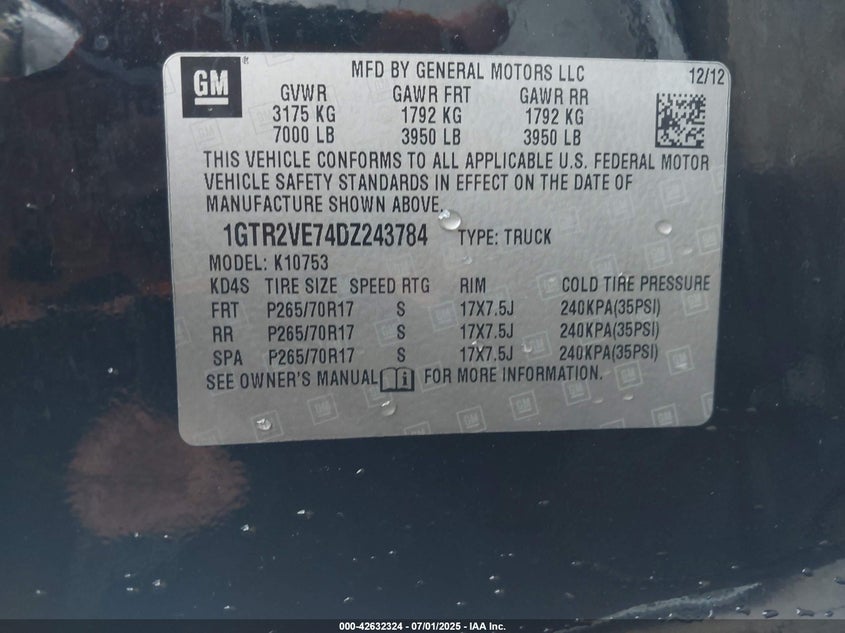 GM
MFD BY GENERAL MOTORS LLC
12/12
GVWR GAWR FRT GAWR RR
3175 KG 1792 KG 1792 KG
7000 LB 3950 LB 3950 LB
THIS VEHICLE CONFORMS TO ALL APPLICABLE U.S. FEDERAL MOTOR
VEHICLE SAFETY STANDARDS IN EFFECT ON THE DATE OF
MANUFACTURE SHOWN ABOVE.
1GTR2VE74DZ243784 TYPE: TRUCK
MODEL: K10753
KD4S TIRE SIZE SPEED RTG RIM COLD TIRE PRESSURE
FRT P265/70R17 S 17X7.5J 240KPA(35PSI)
RR P265/70R17 S 17X7.5J 240KPA(35PSI)
SPA P265/70R17 S 17X7.5J 240KPA(35PSI)
SEE OWNER'S MANUAL FOR MORE INFORMATION.
000-42632324 - 07/01/2025 - IAA Inc.